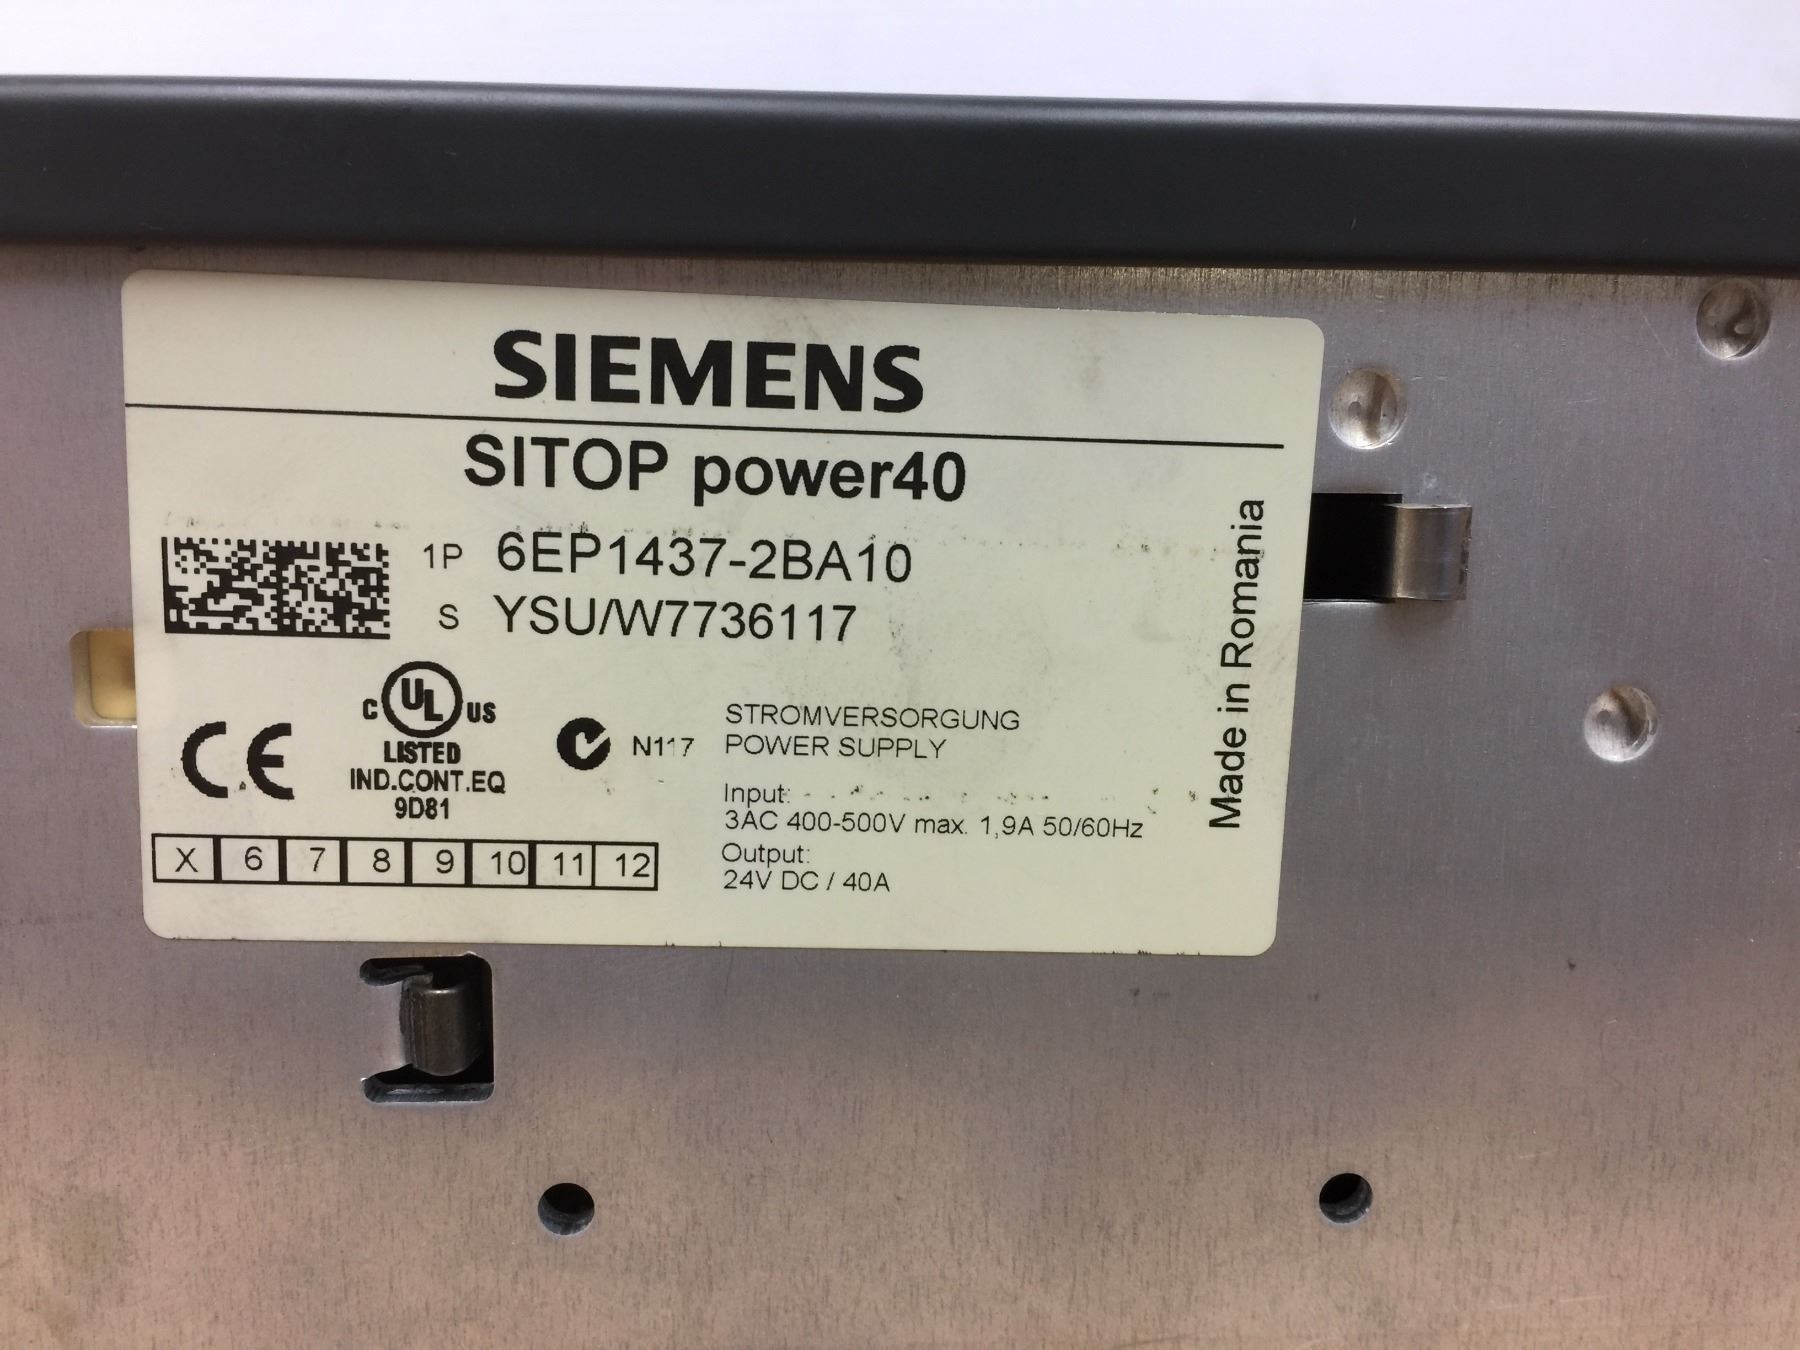 SIEMENS
SITOP power40
1P 6EP1437-2BA10
S YSU/W7736117
C UL US
LISTED
IND.CONT.EQ
9D81
CE
N117
STROMVERSORGUNG
POWER SUPPLY
Input:
3AC 400-500V max. 1,9A 50/60Hz
Output:
24V DC / 40A
X 6 7 8 9 10 11 12
Made in Romania